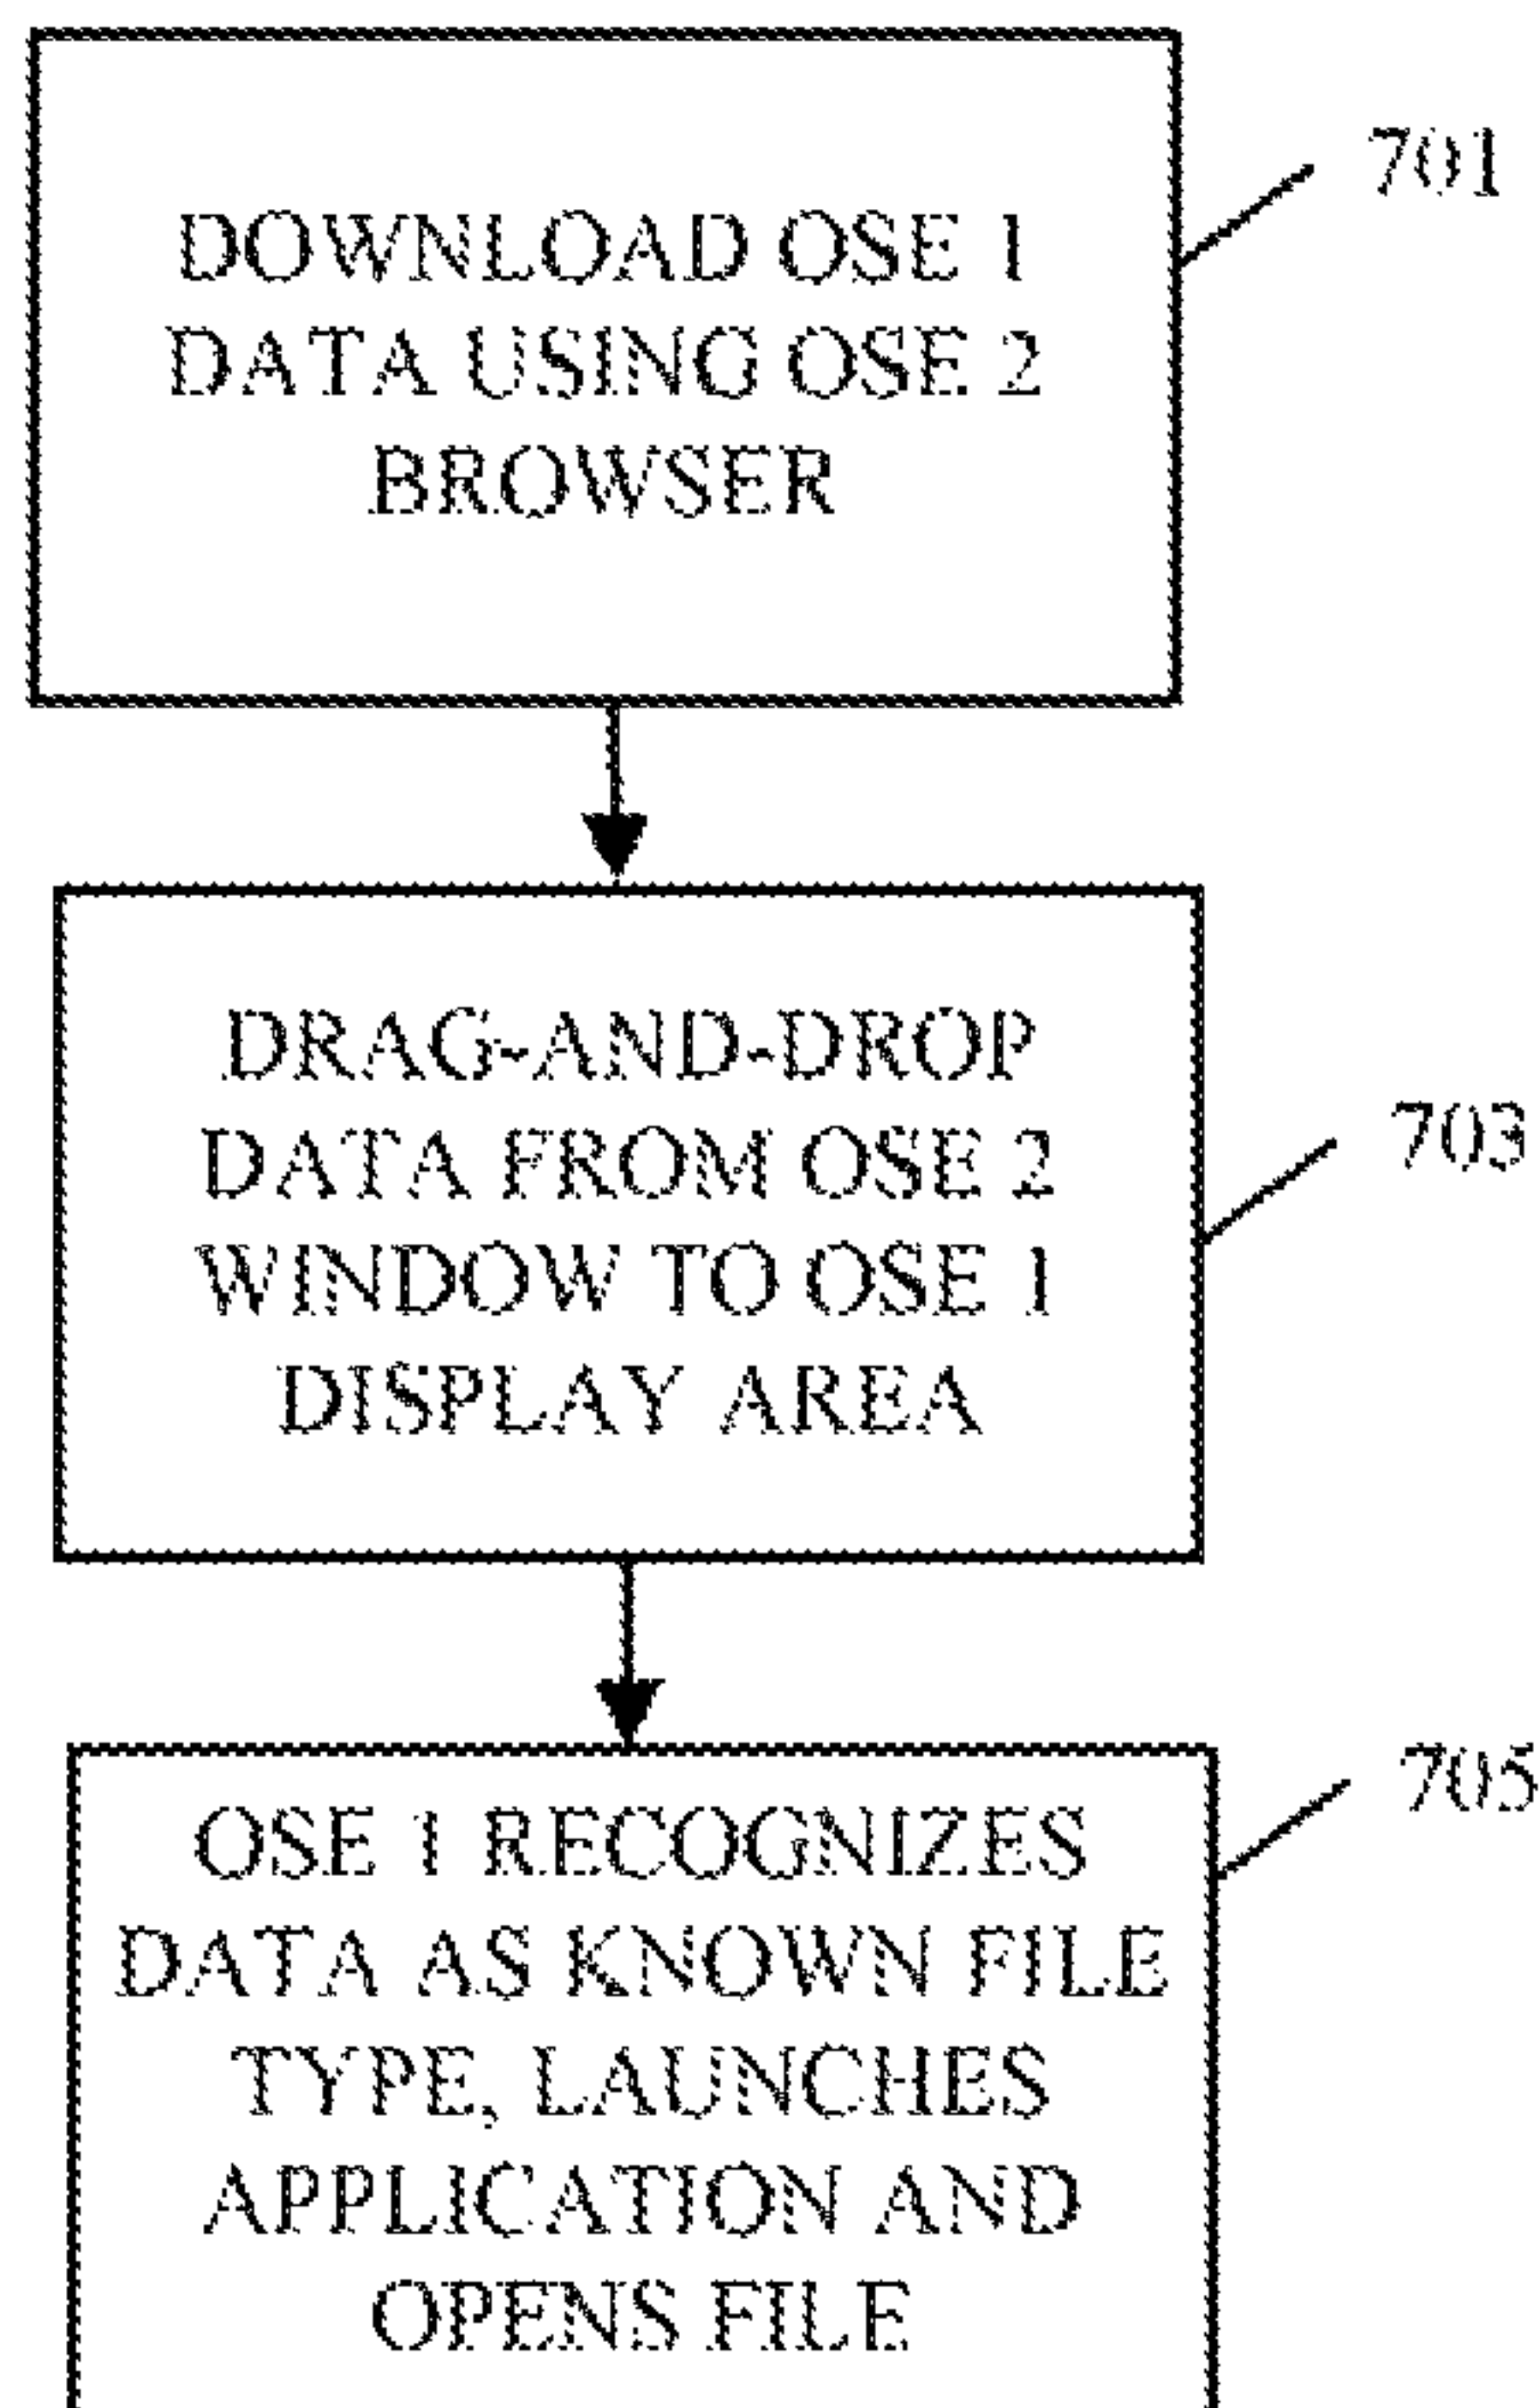 701
DOWNLOAD OSE 1
DATA USING OSE 2
BROWSER
703
DRAG-AND-DROP
DATA FROM OSE 2
WINDOW TO OSE 1
DISPLAY AREA
705
OSE 1 RECOGNIZES
DATA AS KNOWN FILE
TYPE, LAUNCHES
APPLICATION AND
OPENS FILE